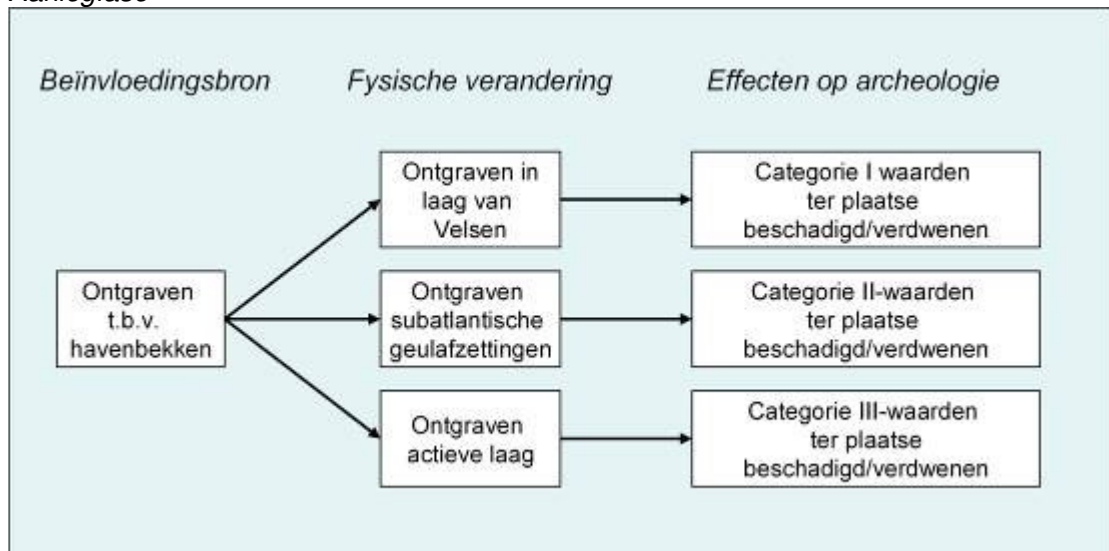 Aanlegfase
Beïnvloedingsbron
Fysische verandering
Effecten op archeologie
Ontgraven
t.b.v.
havenbekken
Ontgraven in
laag van
Velsen
Categorie I waarden
ter plaatse
beschadigd/verdwenen
Ontgraven
subatlantische
geulafzettingen
Categorie II-waarden
ter plaatse
beschadigd/verdwenen
Ontgraven
actieve laag
Categorie III-waarden
ter plaatse
beschadigd/verdwenen